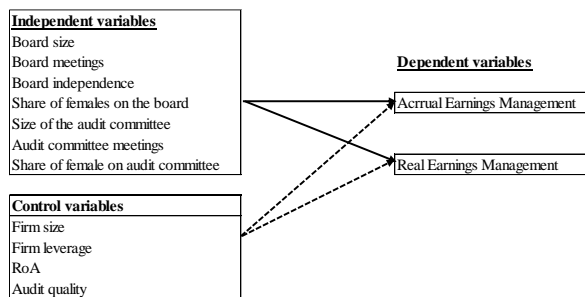 Independent variables
Board size
Board meetings
Board independence
Share of females on the board
Size of the audit committee
Audit committee meetings
Share of female on audit committee
Control variables
Firm size
Firm leverage
RoA
Audit quality
Dependent variables
Acrrual Earnings Management
Real Earnings Management